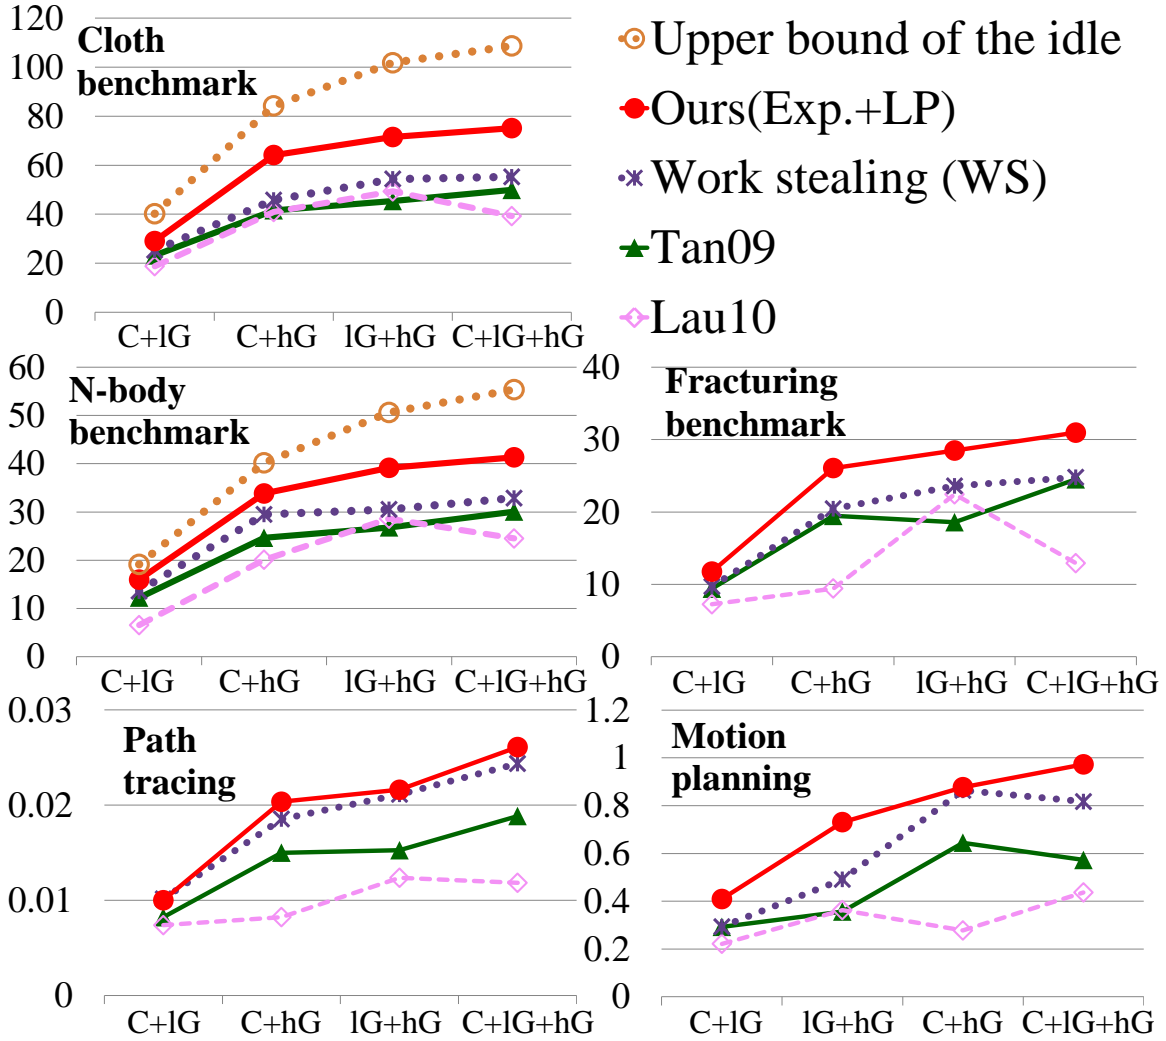 120
100
80
60
40
20
0
Cloth
benchmark
C+lG
C+hG
lG+hG
C+lG+hG
Upper bound of the idle
Ours(Exp.+LP)
Work stealing (WS)
Tan09
Lau10
60
50
40
30
20
10
0
N-body
benchmark
C+lG
C+hG
lG+hG
C+lG+hG
40
30
20
10
0
Fracturing
benchmark
C+lG
C+hG
lG+hG
C+lG+hG
0.03
0.02
0.01
0
Path
tracing
C+lG
C+hG
lG+hG
C+lG+hG
1.2
1
0.8
0.6
0.4
0.2
0
Motion
planning
C+lG
lG+hG
C+hG
C+lG+hG